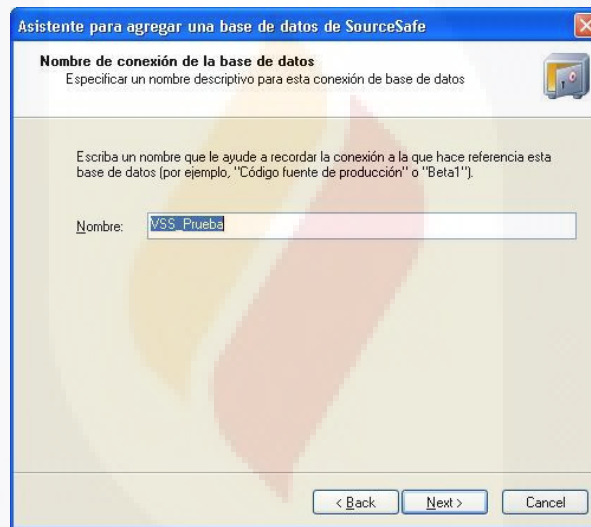 Asistente para agregar una base de datos de SourceSafe
Nombre de conexión de la base de datos
Especificar un nombre descriptivo para esta conexión de base de datos
Escriba un nombre que le ayude a recordar la conexión a la que hace referencia esta
base de datos (por ejemplo, "Código fuente de producción" o "Beta1").
Nombre: VSS_Prueba
< Back Next > Cancel